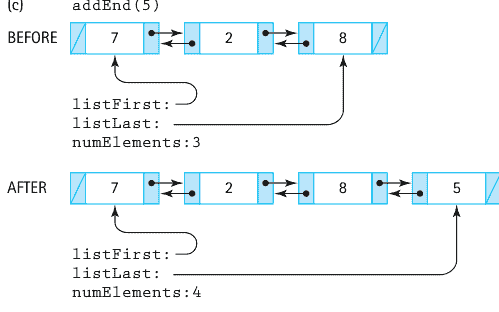 (c) addEnd(5)
BEFORE 7 2 8
listFirst:
listLast:
numElements:3
AFTER 7 2 8 5
listFirst:
listLast:
numElements:4